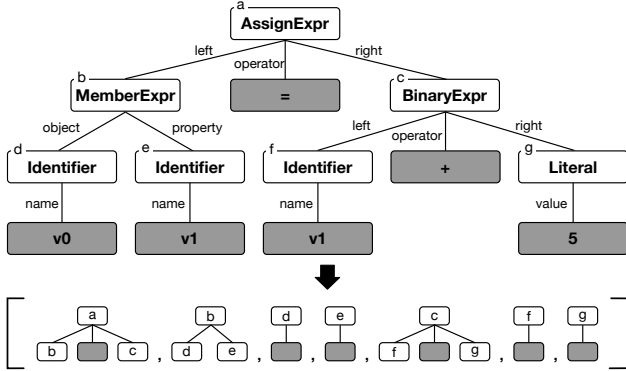 a
AssignExpr
left operator right
b c
MemberExpr = BinaryExpr
object property left operator right
d e f g
Identifier Identifier Identifier + Literal
name name name value
v0 v1 v1 5
[ a b d e c f g ]
b c , d e , , , f g , ,